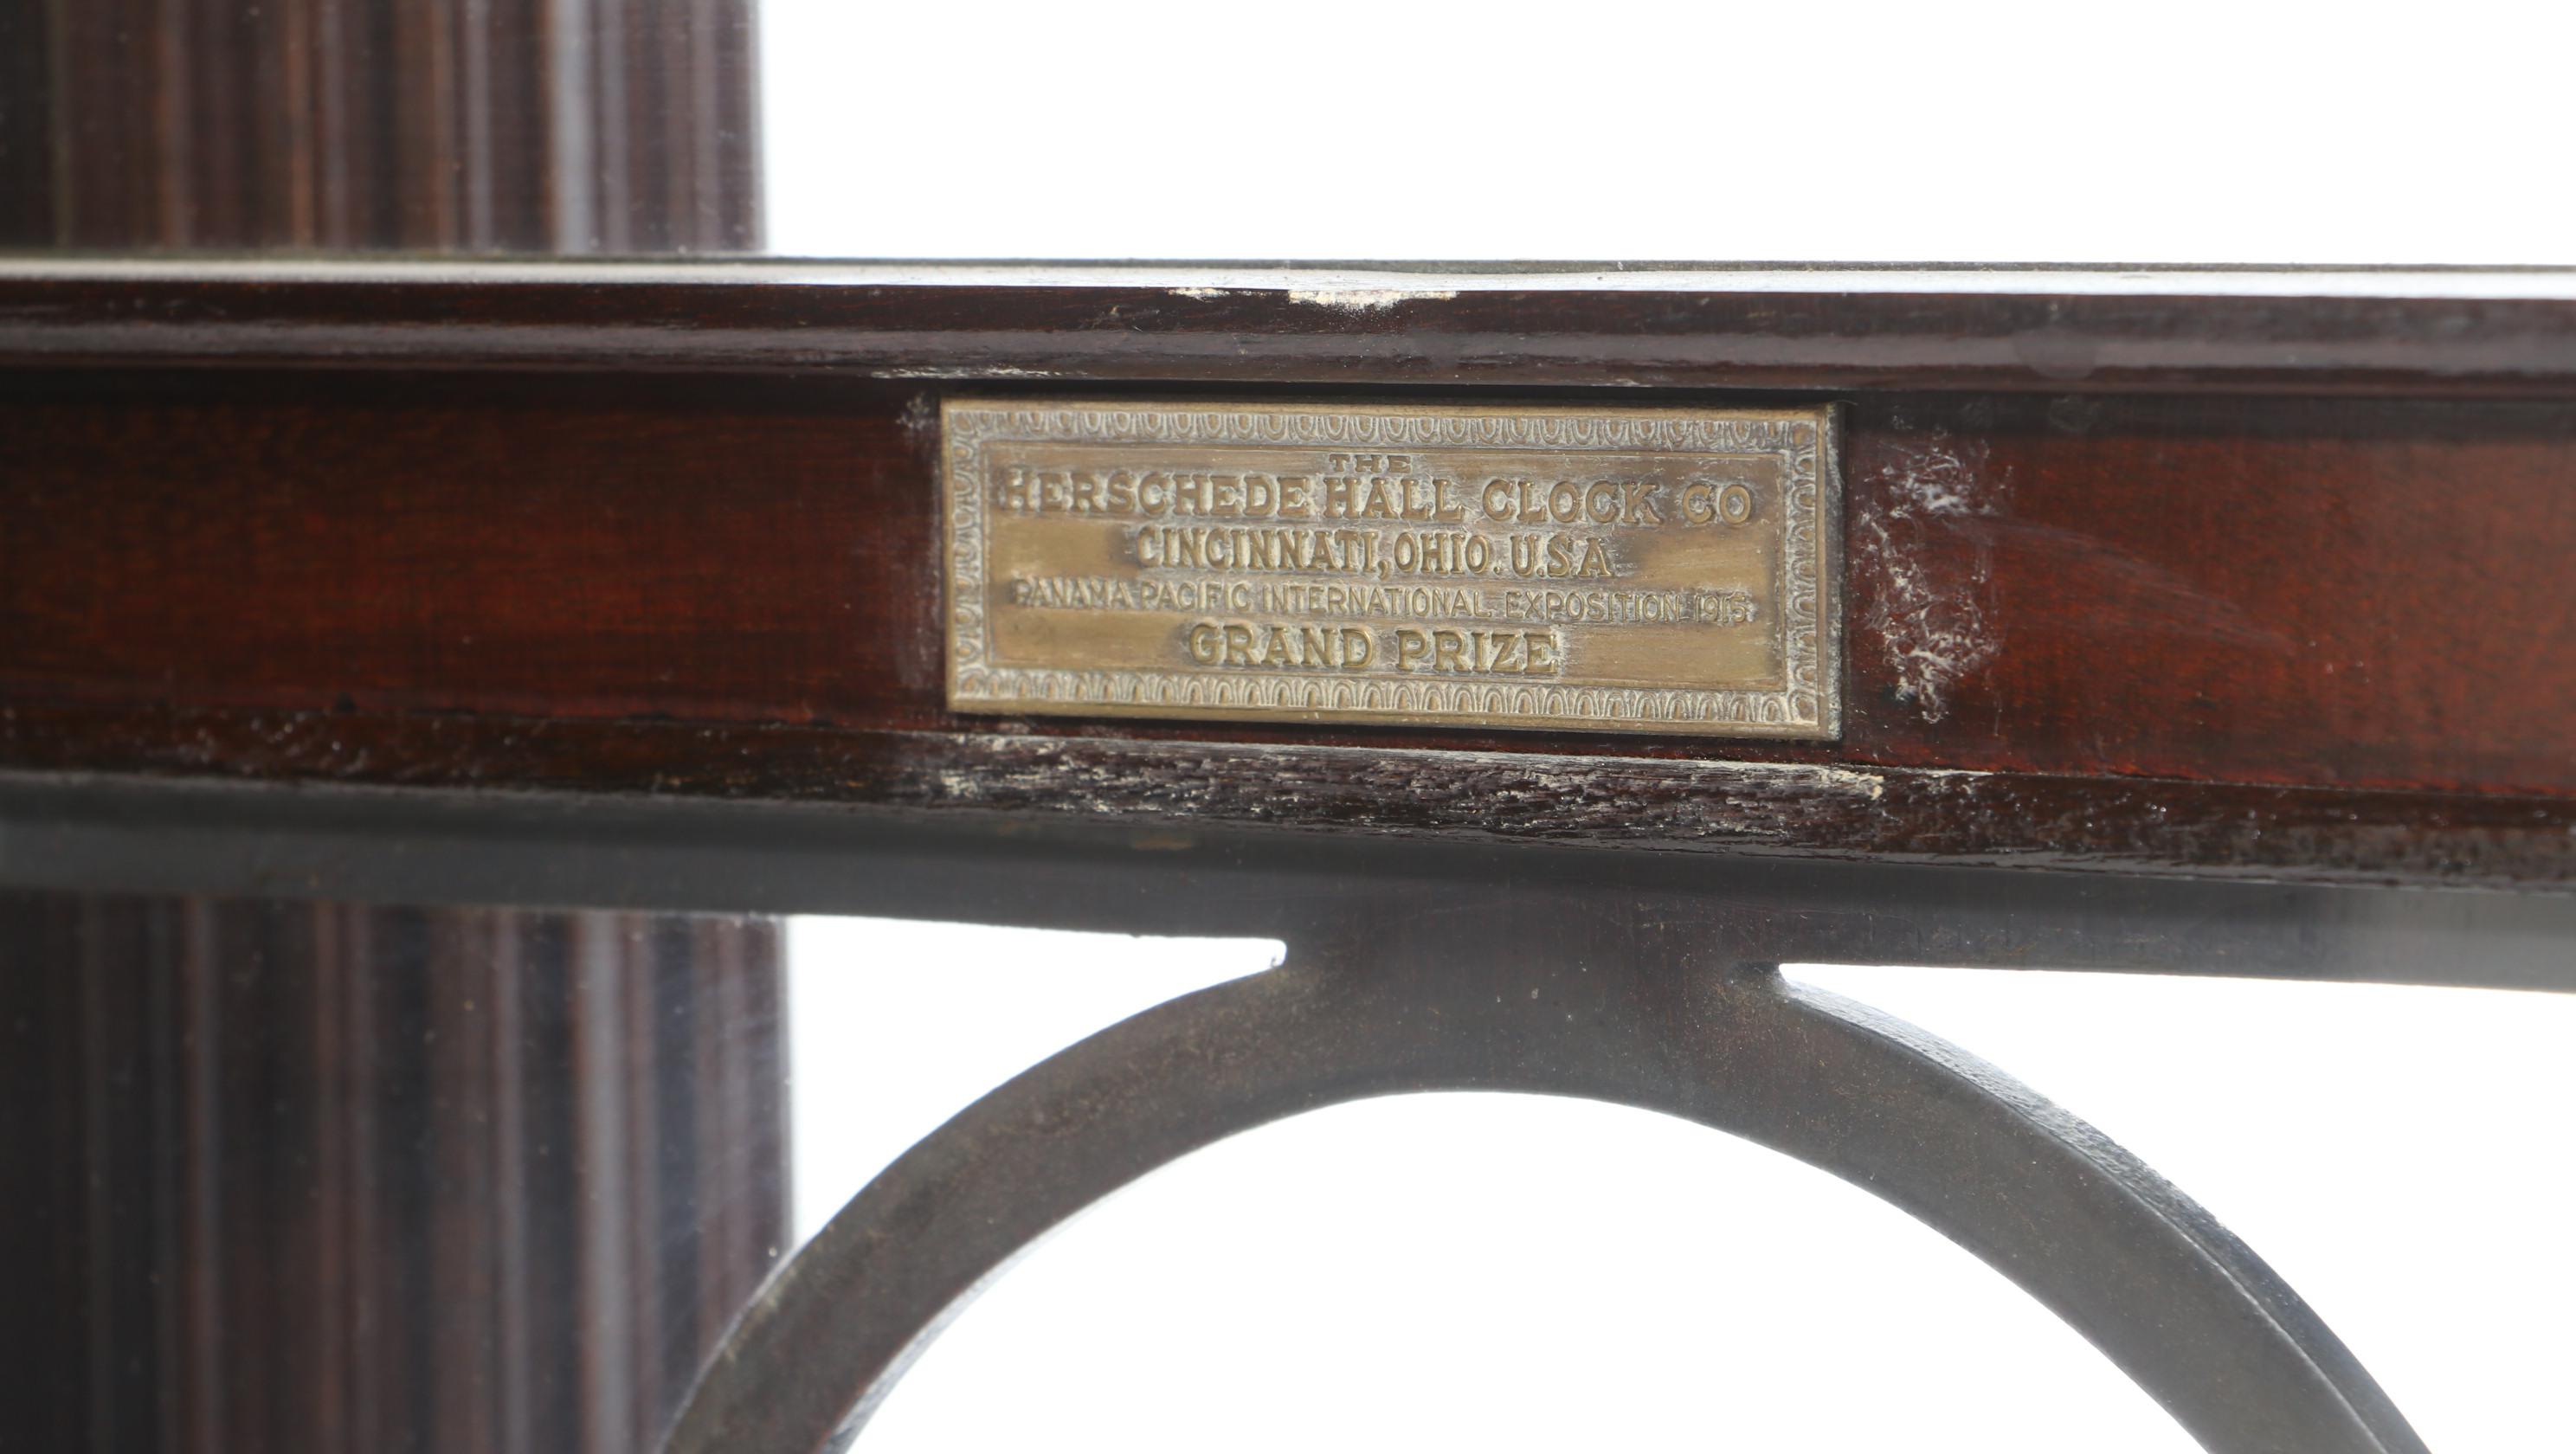 THE
HERSCHEDE HALL CLOCK CO
CINCINNATI, OHIO. U.S.A
PANAMA PACIFIC INTERNATIONAL EXPOSITION 1915
GRAND PRIZE